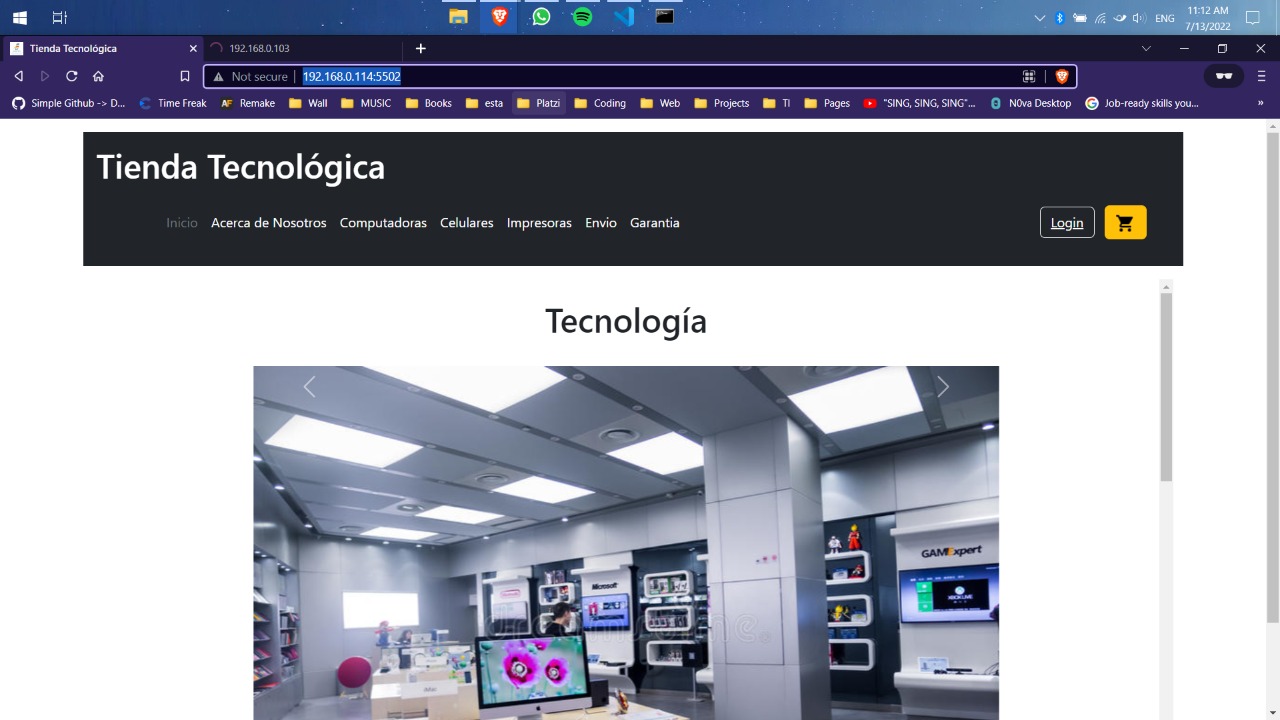 ENG
11:12 AM
7/13/2022
Tienda Tecnológica
192.168.0.103
Not secure
192.168.0.114:5502
Simple Github -> D...
Time Freak
Remake
Wall
MUSIC
Books
esta
Platzi
Coding
Web
Projects
TI
Pages
"SING, SING, SING"...
N0va Desktop
Job-ready skills you...
»
Tienda Tecnológica
Inicio
Acerca de Nosotros
Computadoras
Celulares
Impresoras
Envio
Garantia
Login
Tecnología
GAMExpert
Microsoft
XBOX LIVE
dreamstime.
iMac